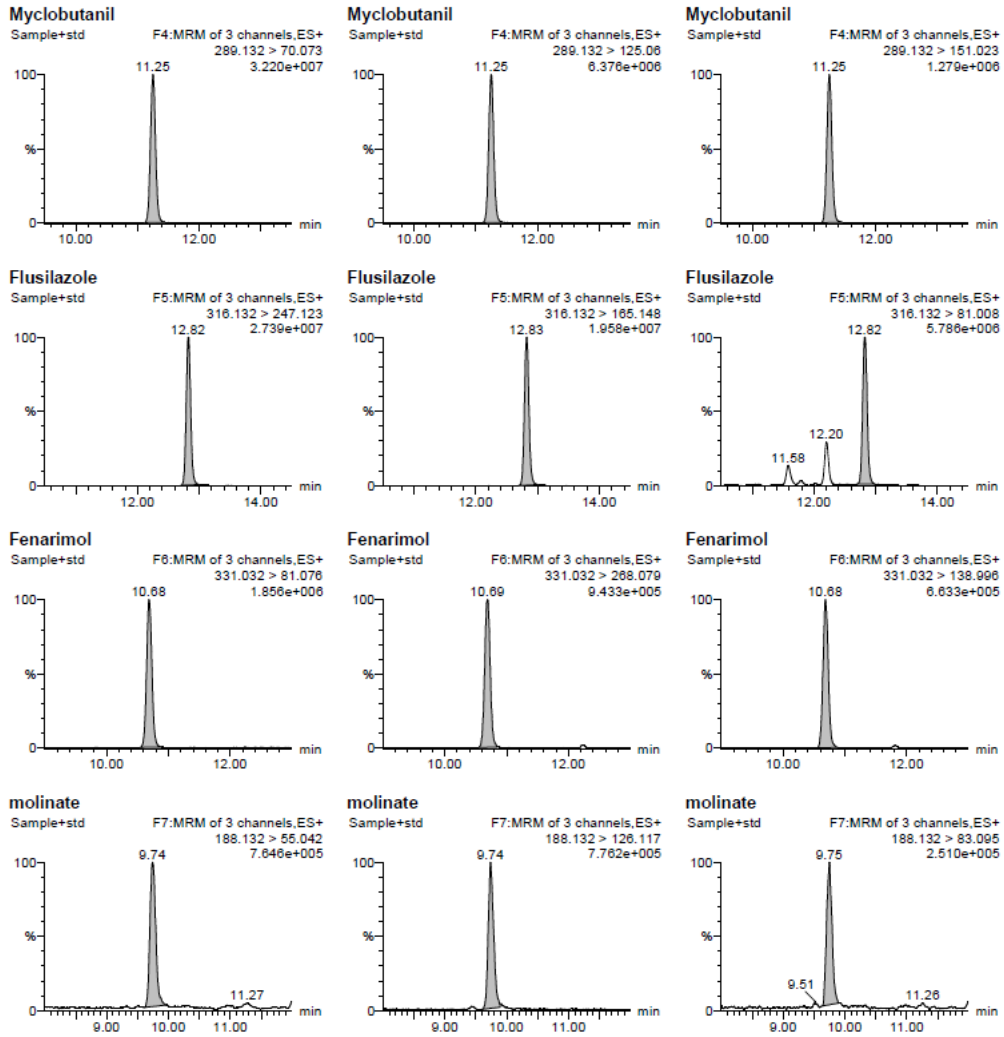 Myclobutanil
Sample+std F4:MRM of 3 channels,ES+
289.132 > 70.073
3.220e+007
11.25
100
%
0
10.00 12.00 min
Myclobutanil
Sample+std F4:MRM of 3 channels,ES+
289.132 > 125.06
6.376e+006
11.25
100
%
0
10.00 12.00 min
Myclobutanil
Sample+std F4:MRM of 3 channels,ES+
289.132 > 151.023
1.279e+006
11.25
100
%
0
10.00 12.00 min
Flusilazole
Sample+std F5:MRM of 3 channels,ES+
316.132 > 247.123
2.739e+007
12.82
100
%
0
12.00 14.00 min
Flusilazole
Sample+std F5:MRM of 3 channels,ES+
316.132 > 165.148
1.958e+007
12.83
100
%
0
12.00 14.00 min
Flusilazole
Sample+std F5:MRM of 3 channels,ES+
316.132 > 81.008
5.786e+006
12.82
100
%
12.20
11.58
0
12.00 14.00 min
Fenarimol
Sample+std F6:MRM of 3 channels,ES+
331.032 > 81.076
1.856e+006
10.68
100
%
0
10.00 12.00 min
Fenarimol
Sample+std F6:MRM of 3 channels,ES+
331.032 > 268.079
9.433e+005
10.69
100
%
0
10.00 12.00 min
Fenarimol
Sample+std F6:MRM of 3 channels,ES+
331.032 > 138.996
6.633e+005
10.68
100
%
0
10.00 12.00 min
molinate
Sample+std F7:MRM of 3 channels,ES+
188.132 > 55.042
7.646e+005
9.74
100
%
11.27
0
9.00 10.00 11.00 min
molinate
Sample+std F7:MRM of 3 channels,ES+
188.132 > 126.117
7.762e+005
9.74
100
%
0
9.00 10.00 11.00 min
molinate
Sample+std F7:MRM of 3 channels,ES+
188.132 > 83.095
2.510e+005
9.75
100
%
9.51
11.26
0
9.00 10.00 11.00 min